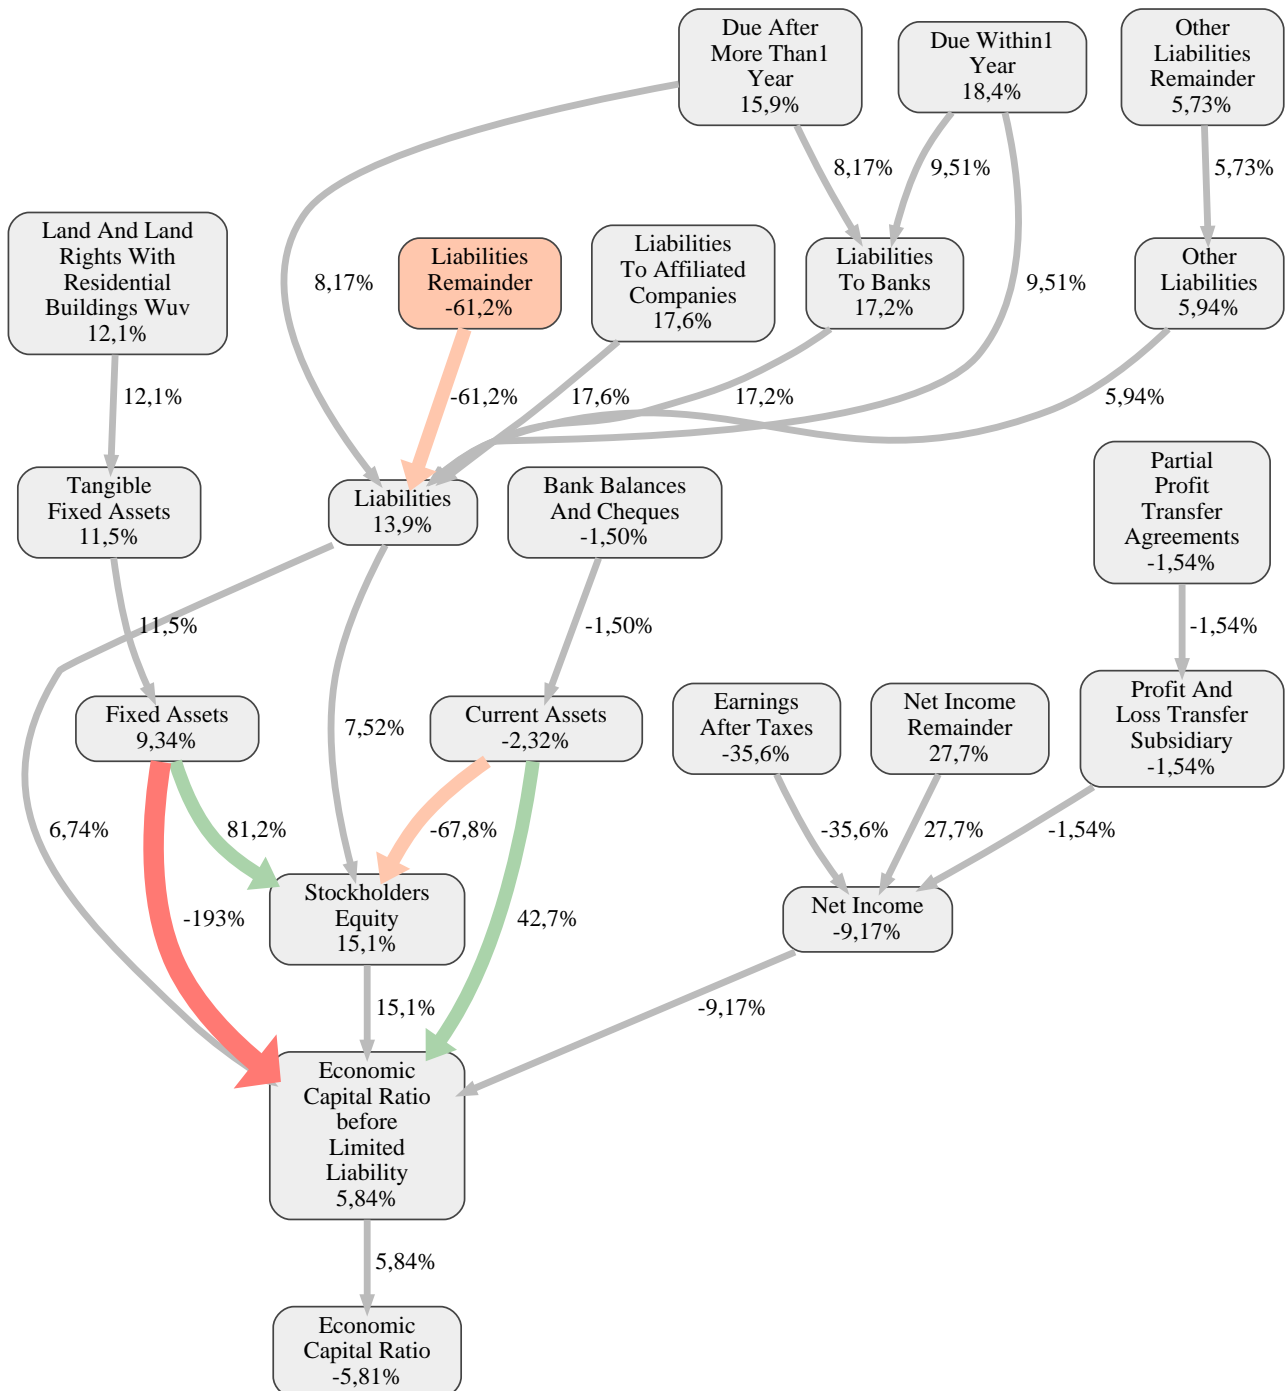 Due After
More Than1
Year
15,9%
Due Within1
Year
18,4%
Other
Liabilities
Remainder
5,73%
8,17%
9,51%
5,73%
Land And Land
Rights With
Residential
Buildings Wuv
12,1%
Liabilities
Remainder
-61,2%
Liabilities
To Affiliated
Companies
17,6%
Liabilities
To Banks
17,2%
Other
Liabilities
5,94%
8,17%
9,51%
12,1%
-61,2%
17,6%
17,2%
5,94%
Tangible
Fixed Assets
11,5%
Liabilities
13,9%
Bank Balances
And Cheques
-1,50%
Partial
Profit
Transfer
Agreements
-1,54%
11,5%
-1,50%
-1,54%
Fixed Assets
9,34%
7,52%
Current Assets
-2,32%
Earnings
After Taxes
-35,6%
Net Income
Remainder
27,7%
Profit And
Loss Transfer
Subsidiary
-1,54%
6,74%
81,2%
-67,8%
-35,6%
27,7%
-1,54%
-193%
Stockholders
Equity
15,1%
42,7%
Net Income
-9,17%
15,1%
-9,17%
Economic
Capital Ratio
before
Limited
Liability
5,84%
5,84%
Economic
Capital Ratio
-5,81%